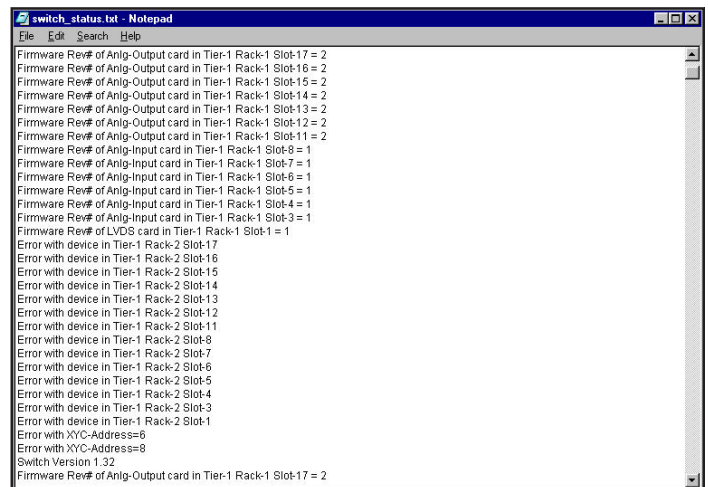 switch_status.txt - Notepad
File Edit Search Help
Firmware Rev# of Anlg-Output card in Tier-1 Rack-1 Slot-17 = 2
Firmware Rev# of Anlg-Output card in Tier-1 Rack-1 Slot-16 = 2
Firmware Rev# of Anlg-Output card in Tier-1 Rack-1 Slot-15 = 2
Firmware Rev# of Anlg-Output card in Tier-1 Rack-1 Slot-14 = 2
Firmware Rev# of Anlg-Output card in Tier-1 Rack-1 Slot-13 = 2
Firmware Rev# of Anlg-Output card in Tier-1 Rack-1 Slot-12 = 2
Firmware Rev# of Anlg-Output card in Tier-1 Rack-1 Slot-11 = 2
Firmware Rev# of Anlg-Input card in Tier-1 Rack-1 Slot-8 = 1
Firmware Rev# of Anlg-Input card in Tier-1 Rack-1 Slot-7 = 1
Firmware Rev# of Anlg-Input card in Tier-1 Rack-1 Slot-6 = 1
Firmware Rev# of Anlg-Input card in Tier-1 Rack-1 Slot-5 = 1
Firmware Rev# of Anlg-Input card in Tier-1 Rack-1 Slot-4 = 1
Firmware Rev# of Anlg-Input card in Tier-1 Rack-1 Slot-3 = 1
Firmware Rev# of LVDS card in Tier-1 Rack-1 Slot-1 = 1
Error with device in Tier-1 Rack-2 Slot-17
Error with device in Tier-1 Rack-2 Slot-16
Error with device in Tier-1 Rack-2 Slot-15
Error with device in Tier-1 Rack-2 Slot-14
Error with device in Tier-1 Rack-2 Slot-13
Error with device in Tier-1 Rack-2 Slot-12
Error with device in Tier-1 Rack-2 Slot-11
Error with device in Tier-1 Rack-2 Slot-8
Error with device in Tier-1 Rack-2 Slot-7
Error with device in Tier-1 Rack-2 Slot-6
Error with device in Tier-1 Rack-2 Slot-5
Error with device in Tier-1 Rack-2 Slot-4
Error with device in Tier-1 Rack-2 Slot-3
Error with device in Tier-1 Rack-2 Slot-1
Error with XYC-Address=6
Error with XYC-Address=8
Switch Version 1.32
Firmware Rev# of Anlg-Output card in Tier-1 Rack-1 Slot-17 = 2